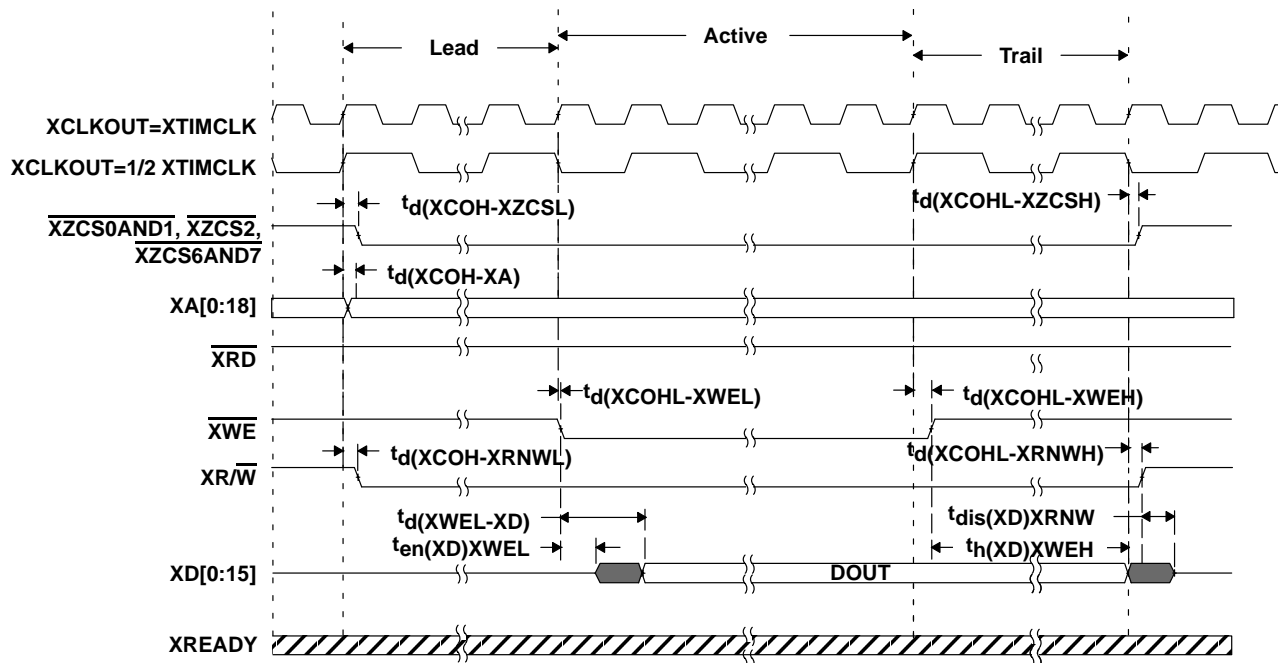 Lead
Active
Trail
XCLKOUT=XTIMCLK
XCLKOUT=1/2 XTIMCLK
td(XCOH-XZCSL)
td(XCOHL-XZCSH)
XZCS0AND1, XZCS2,
XZCS6AND7
td(XCOH-XA)
XA[0:18]
XRD
td(XCOHL-XWEL)
td(XCOHL-XWEH)
XWE
td(XCOH-XRNWL)
td(XCOHL-XRNWH)
XR/W
td(XWEL-XD)
tdis(XD)XRNW
ten(XD)XWEL
th(XD)XWEH
XD[0:15]
DOUT
XREADY